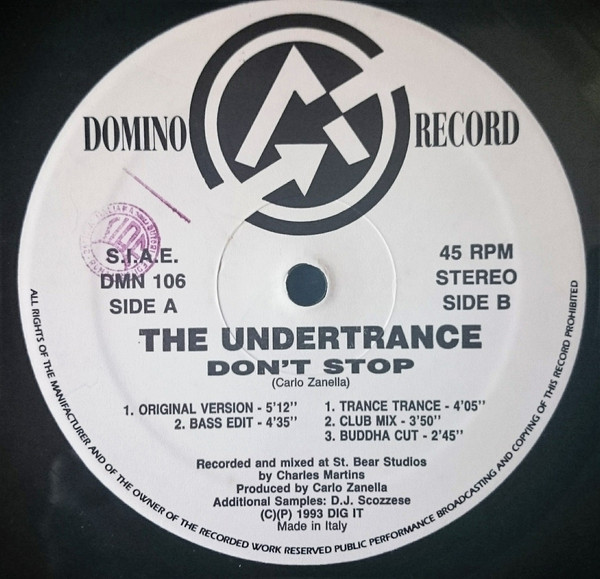 DOMINO RECORD
S.I.A.E.
DMN 106
SIDE A
45 RPM
STEREO
SIDE B
THE UNDERTRANCE
DON'T STOP
(Carlo Zanella)
1. ORIGINAL VERSION - 5'12''
2. BASS EDIT - 4'35''
1. TRANCE TRANCE - 4'05''
2. CLUB MIX - 3'50''
3. BUDDHA CUT - 2'45''
Recorded and mixed at St. Bear Studios
by Charles Martins
Produced by Carlo Zanella
Additional Samples: D.J. Scozzese
(C)(P) 1993 DIG IT
Made in Italy
ALL RIGHTS OF THE MANUFACTURER AND OF THE OWNER OF THE RECORDED WORK RESERVED PUBLIC PERFORMANCE BROADCASTING AND COPYING OF THIS RECORD PROHIBITED